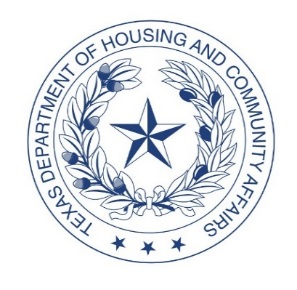 TEXAS DEPARTMENT OF HOUSING AND COMMUNITY AFFAIRS